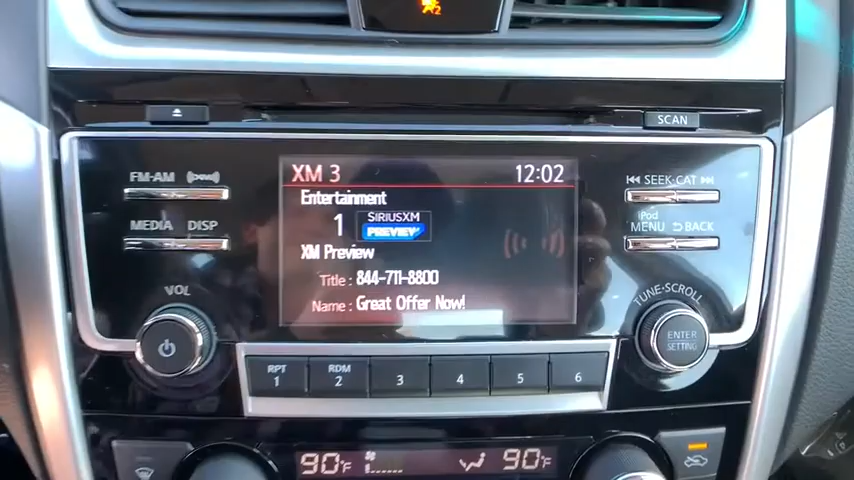 2
SCAN
XM 3 12:02
FM·AM
SEEK·CAT
Entertainment
1 SIRIUSXM
PREVIEW
iPod
MEDIA DISP
MENU BACK
XM Preview
Title : 844-711-8800
VOL
TUNE·SCROLL
Name : Great Offer Now!
ENTER
SETTING
RPT RDM
1 2 3 4 5 6
90°F 90°F